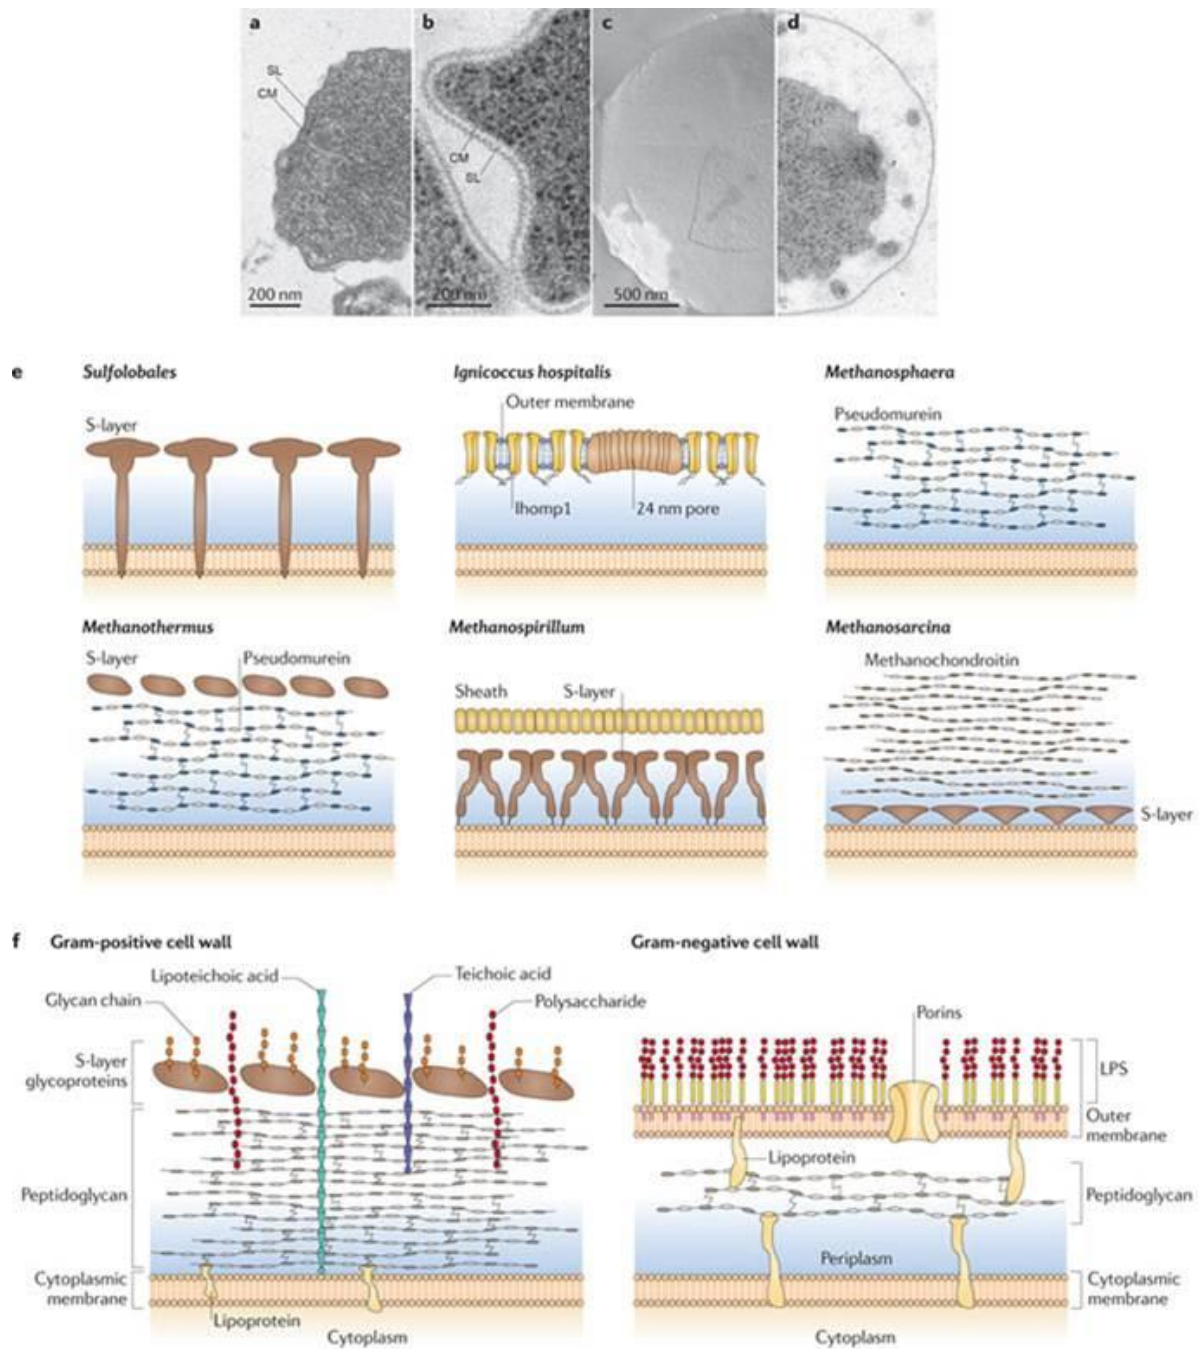 a
b
c
d
SL
CM
CM
SL
200 nm
200 nm
500 nm
e
Sulfolobales
Ignicoccus hospitalis
Methanosphaera
S-layer
Outer membrane
Pseudomurein
Ihomp1
24 nm pore
Methanothermus
Methanospirillum
Methanosarcina
S-layer
Pseudomurein
Sheath
S-layer
Methanochondroitin
S-layer
f
Gram-positive cell wall
Gram-negative cell wall
Lipoteichoic acid
Teichoic acid
Glycan chain
Polysaccharide
S-layer
glycoproteins
Peptidoglycan
Cytoplasmic
membrane
Lipoprotein
Cytoplasm
Porins
LPS
Outer
membrane
Lipoprotein
Peptidoglycan
Periplasm
Cytoplasmic
membrane
Cytoplasm